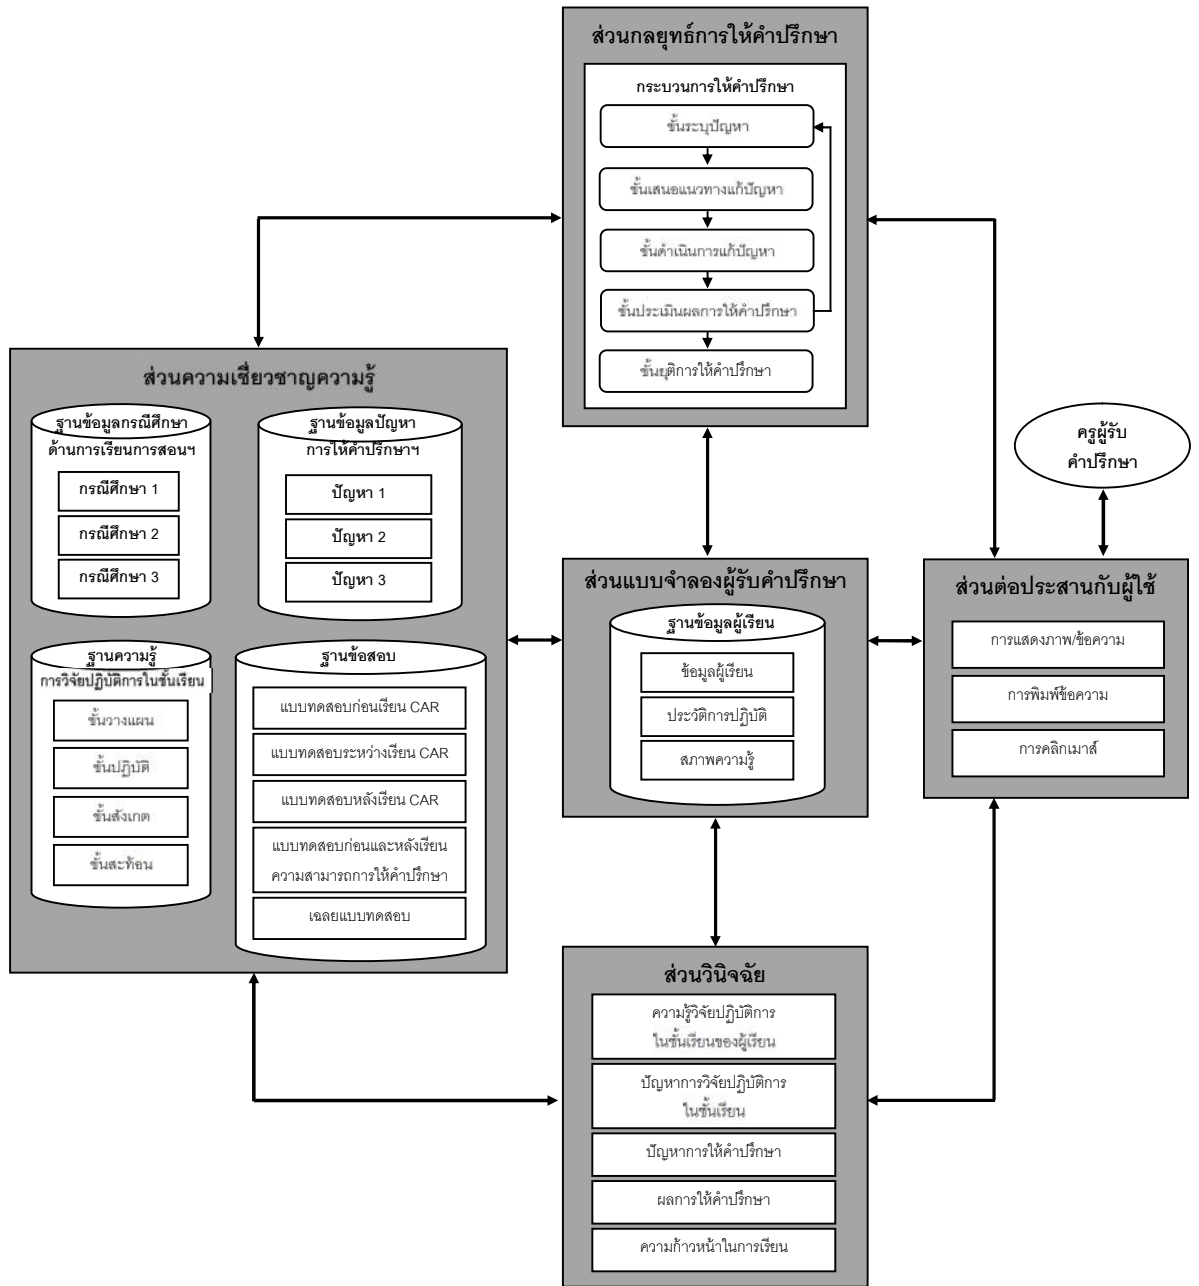 ส่วนกลยุทธ์การให้คำปรึกษา
กระบวนการให้คำปรึกษา
ขั้นระบุปัญหา
ขั้นเสนอแนวทางแก้ปัญหา
ขั้นดำเนินการแก้ปัญหา
ขั้นประเมินผลการให้คำปรึกษา
ขั้นยุติการให้คำปรึกษา
ส่วนความเชี่ยวชาญความรู้
ฐานข้อมูลกรณีศึกษา
ด้านการเรียนการสอนฯ
กรณีศึกษา 1
กรณีศึกษา 2
กรณีศึกษา 3
ฐานข้อมูลปัญหา
การให้คำปรึกษาฯ
ปัญหา 1
ปัญหา 2
ปัญหา 3
ฐานความรู้
การวิจัยปฏิบัติการในชั้นเรียน
ขั้นวางแผน
ขั้นปฏิบัติ
ขั้นสังเกต
ขั้นสะท้อน
ฐานข้อสอบ
แบบทดสอบก่อนเรียน CAR
แบบทดสอบระหว่างเรียน CAR
แบบทดสอบหลังเรียน CAR
แบบทดสอบก่อนและหลังเรียน
ความสามารถการให้คำปรึกษา
เฉลยแบบทดสอบ
ส่วนแบบจำลองผู้รับคำปรึกษา
ฐานข้อมูลผู้เรียน
ข้อมูลผู้เรียน
ประวัติการปฏิบัติ
สภาพความรู้
ครูผู้รับ
คำปรึกษา
ส่วนต่อประสานกับผู้ใช้
การแสดงภาพ/ข้อความ
การพิมพ์ข้อความ
การคลิกเมาส์
ส่วนวินิจฉัย
ความรู้วิจัยปฏิบัติการ
ในชั้นเรียนของผู้เรียน
ปัญหาการวิจัยปฏิบัติการ
ในชั้นเรียน
ปัญหาการให้คำปรึกษา
ผลการให้คำปรึกษา
ความก้าวหน้าในการเรียน